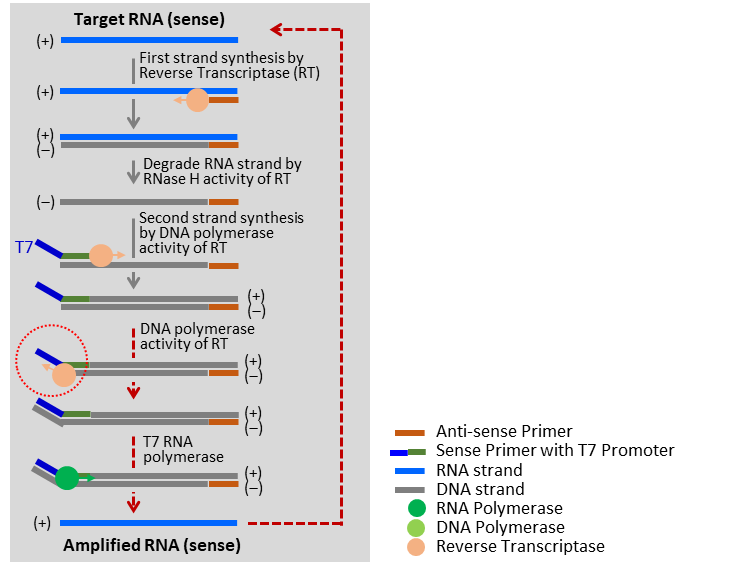 Target RNA (sense)
(+)
First strand synthesis by
Reverse Transcriptase (RT)
(+)
(+)
(−)
Degrade RNA strand by
RNase H activity of RT
(−)
Second strand synthesis
by DNA polymerase
activity of RT
T7
(+)
(−)
DNA polymerase
activity of RT
(+)
(−)
(+)
(−)
T7 RNA
polymerase
(+)
(−)
(+)
Amplified RNA (sense)
Anti-sense Primer
Sense Primer with T7 Promoter
RNA strand
DNA strand
RNA Polymerase
DNA Polymerase
Reverse Transcriptase